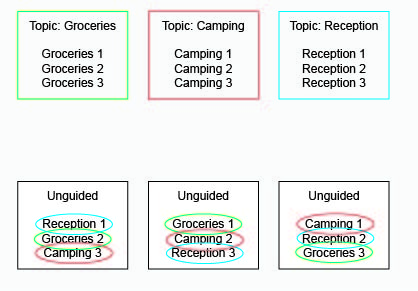 Topic: Groceries
Groceries 1
Groceries 2
Groceries 3
Topic: Camping
Camping 1
Camping 2
Camping 3
Topic: Reception
Reception 1
Reception 2
Reception 3
Unguided
Reception 1
Groceries 2
Camping 3
Unguided
Groceries 1
Camping 2
Reception 3
Unguided
Camping 1
Reception 2
Groceries 3